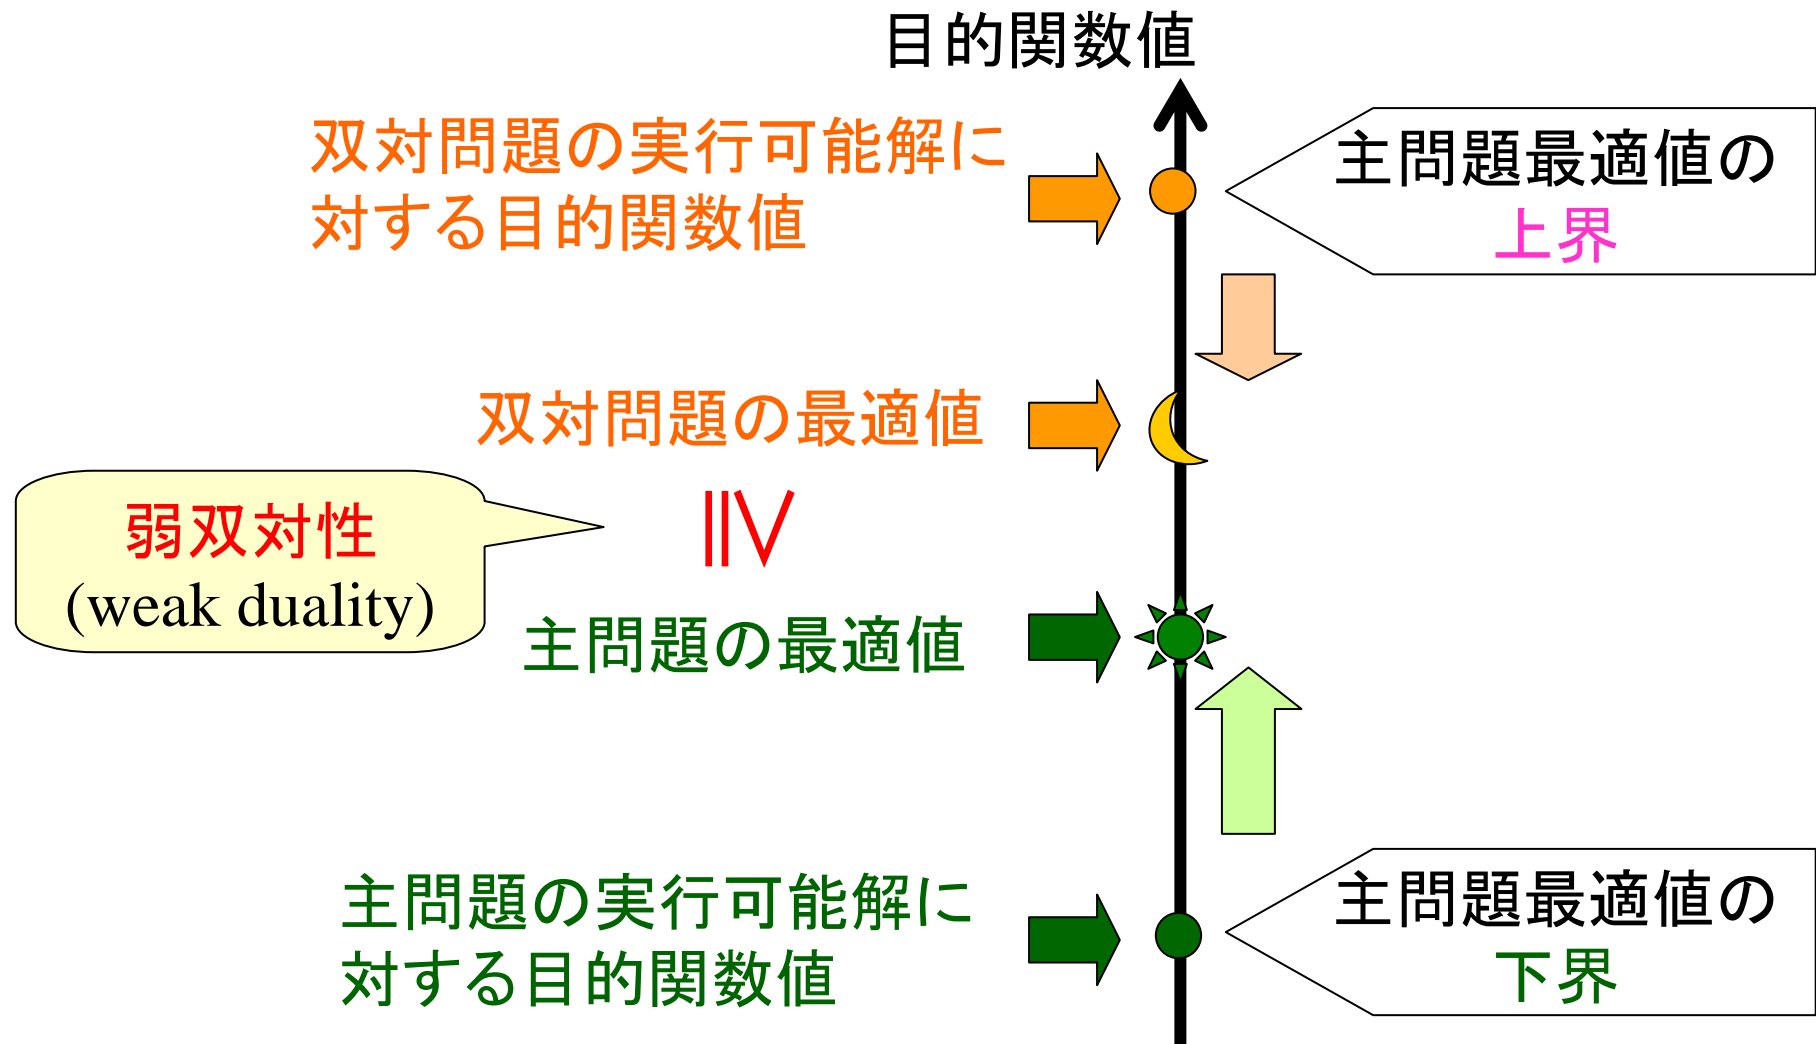 目的関数値
双対問題の実行可能解に
対する目的関数値
主問題最適値の
上界
双対問題の最適値
弱双対性
(weak duality)
≧
主問題の最適値
主問題の実行可能解に
対する目的関数値
主問題最適値の
下界